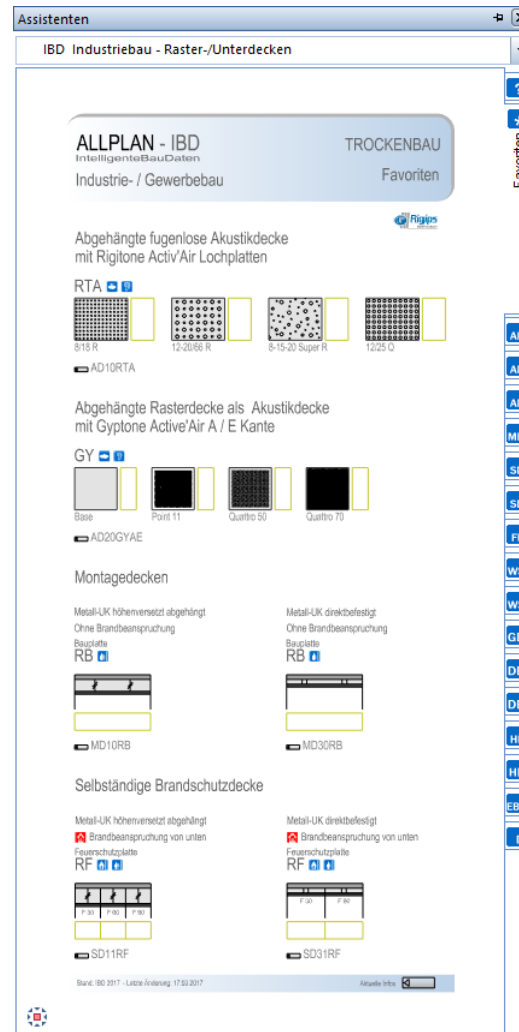 Assistenten
IBD Industriebau - Raster-/Unterdecken
Favoriten
ALLPLAN - IBD
IntelligenteBauDaten
Industrie- / Gewerbebau
TROCKENBAU
Favoriten
Rigips
Abgehängte fugenlose Akustikdecke
mit Rigitone Activ'Air Lochplatten
RTA
8/18 R 12-20/66 R 8-15-20 Super R 12/25 Q
AD10RTA
Abgehängte Rasterdecke als Akustikdecke
mit Gyptone Active'Air A / E Kante
GY
Base Point 11 Quattro 50 Quattro 70
AD20GYAE
Montagedecken
Metall-UK höhenversetzt abgehängt
Ohne Brandbeanspruchung
Bauplatte
RB
MD10RB
Metall-UK direktbefestigt
Ohne Brandbeanspruchung
Bauplatte
RB
MD30RB
Selbständige Brandschutzdecke
Metall-UK höhenversetzt abgehängt
Brandbeanspruchung von unten
Feuerschutzplatte
RF
F 30 F 60 F 90
SD11RF
Metall-UK direktbefestigt
Brandbeanspruchung von unten
Feuerschutzplatte
RF
F 30 F 90
SD31RF
Stand: IBD 2017 - Letzte Änderung: 17.03.2017
Aktuelle Infos